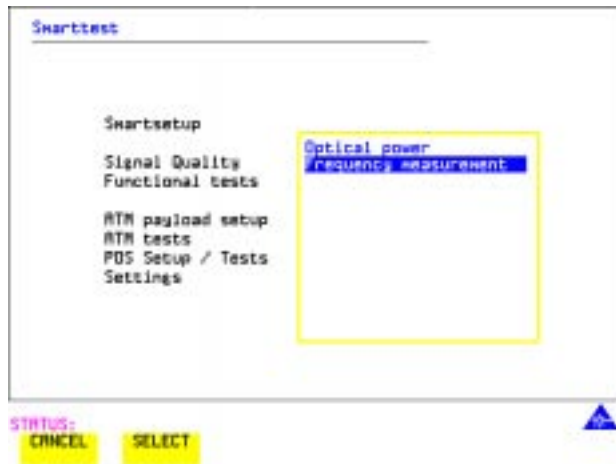 Smarttest
Smartsetup
Optical power
Signal Quality
Frequency measurement
Functional tests
ATM payload setup
ATM tests
POS Setup / Tests
Settings
STATUS:
CANCEL
SELECT